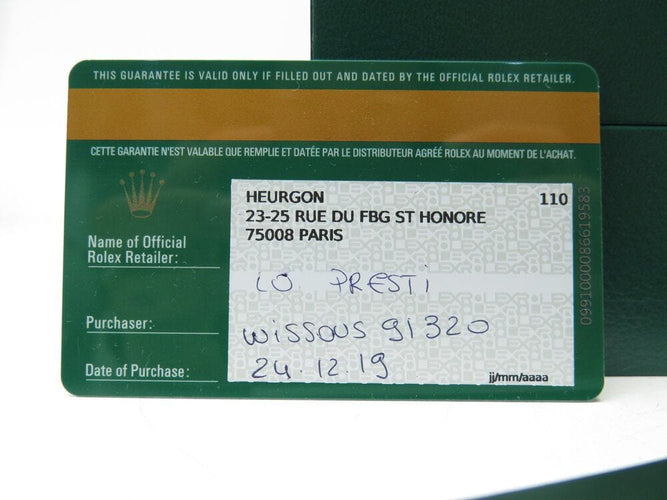 THIS GUARANTEE IS VALID ONLY IF FILLED OUT AND DATED BY THE OFFICIAL ROLEX RETAILER.
CETTE GARANTIE N'EST VALABLE QUE REMPLIE ET DATÉE PAR LE DISTRIBUTEUR AGRÉÉ ROLEX AU MOMENT DE L'ACHAT.
HEURGON 110
23-25 RUE DU FBG ST HONORE
75008 PARIS
Name of Official
Rolex Retailer:
LO PRESTi
Purchaser:
WISSOUS 91320
Date of Purchase:
24.12.19
jj/mm/aaaa
0991000086619583